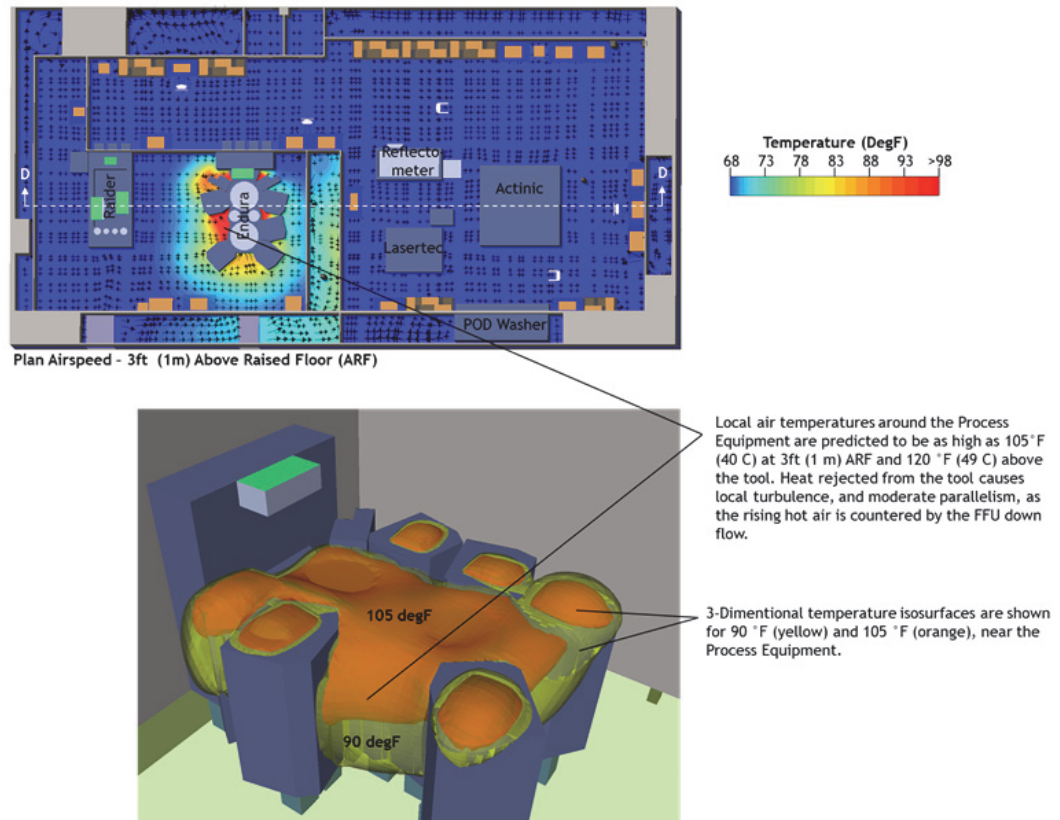 Temperature (DegF)
68 73 78 83 88 93 >98
D
D
Raider
Endura
Reflecto-
meter
Actinic
Lasertec
POD Washer
Plan Airspeed - 3ft (1m) Above Raised Floor (ARF)
Local air temperatures around the Process
Equipment are predicted to be as high as 105°F
(40 C) at 3ft (1 m) ARF and 120 °F (49 C) above
the tool. Heat rejected from the tool causes
local turbulence, and moderate parallelism, as
the rising hot air is countered by the FFU down
flow.
105 degF
90 degF
3-Dimentional temperature isosurfaces are shown
for 90 °F (yellow) and 105 °F (orange), near the
Process Equipment.